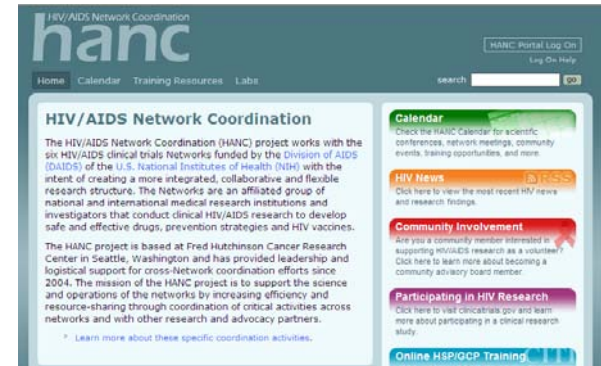 HIV/AIDS Network Coordination
hanc
HANC Portal Log On
Log On Help
Home Calendar Training Resources Labs
search go
HIV/AIDS Network Coordination
The HIV/AIDS Network Coordination (HANC) project works with the
six HIV/AIDS clinical trials Networks funded by the Division of AIDS
(DAIDS) of the U.S. National Institutes of Health (NIH) with the
intent of creating a more integrated, collaborative and flexible
research structure. The Networks are an affiliated group of
national and international medical research institutions and
investigators that conduct clinical HIV/AIDS research to develop
safe and effective drugs, prevention strategies and HIV vaccines.
The HANC project is based at Fred Hutchinson Cancer Research
Center in Seattle, Washington and has provided leadership and
logistical support for cross-Network coordination efforts since
2004. The mission of the HANC project is to support the science
and operations of the networks by increasing efficiency and
resource-sharing through coordination of critical activities across
networks and with other research and advocacy partners.
Learn more about these specific coordination activities.
Calendar
Check the HANC Calendar for scientific
conferences, network meetings, community
events, training opportunities, and more.
HIV News
RSS
Click here to view the most recent HIV news
and research findings.
Community Involvement
Are you a community member interested in
supporting HIV/AIDS research as a volunteer?
Click here to learn more about becoming a
community advisory board member.
Participating in HIV Research
Click here to visit clinicaltrials.gov and learn
more about participating in a clinical research
study.
Online HSP/GCP Training
CITI